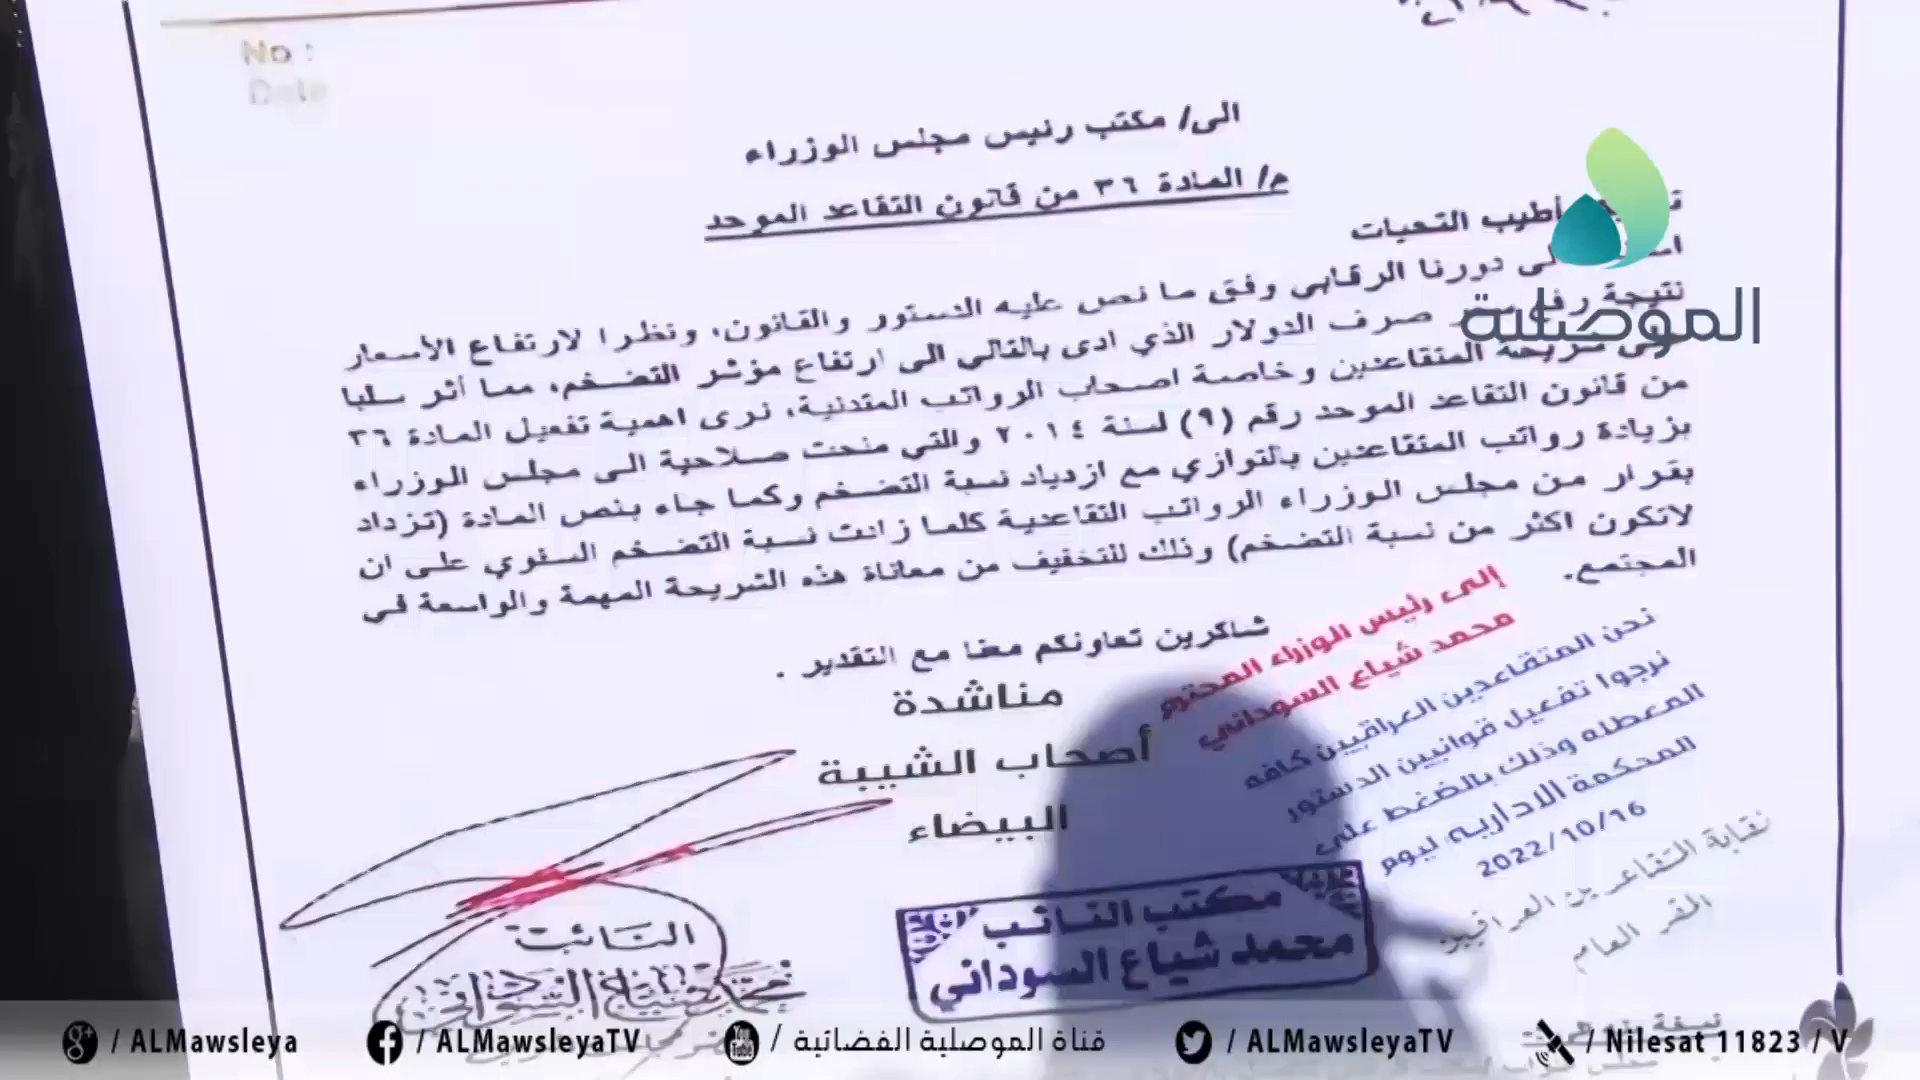 No :
Date
الى/ مكتب رئيس مجلس الوزراء
م/ المادة ٣٦ من قانون التقاعد الموحد
أطيب التحيات
دورنا الرقابي وفق ما نص عليه الدستور والقانون، ونظرا لارتفاع الأسعار
نتيجة رفع صرف الدولار الذي ادى بالتالي الى ارتفاع مؤشر التضخم، مما أثر سلبا
شريحة المتقاعدين وخاصة اصحاب الرواتب المتدنية، نرى اهمية تفعيل المادة ٣٦
من قانون التقاعد الموحد رقم (٩) لسنة ٢٠١٤ والتي منحت صلاحية الى مجلس الوزراء
بزيادة رواتب المتقاعدين بالتوازي مع ازدياد نسبة التضخم وكما جاء بنص المادة (تزداد
بقرار من مجلس الوزراء الرواتب التقاعدية كلما زادت نسبة التضخم السنوي على ان
لاتكون اكثر من نسبة التضخم) وذلك للتخفيف من معاناة هذه الشريحة المهمة والواسعة في
المجتمع.
شاكرين تعاونكم معنا مع التقدير .
مناشدة
أصحاب الشيبة
البيضاء
إلى رئيس الوزراء المحترم
محمد شياع السوداني
نحن المتقاعدين العراقيين كافه
نرجوا تفعيل قوانيين الدستور
المعطله وذلك بالضغط على
المحكمة الاداريه ليوم
2022/10/16
نقابة المتقاعدين العراقيين
المقر العام
مكتب النائب
محمد شياع السوداني
النائب
محمد شياع السوداني
الموصلية
/ ALMawsleya
/ ALMawsleyaTV
/ قناة الموصلية الفضائية
/ ALMawsleyaTV
/ Nilesat 11823 / V